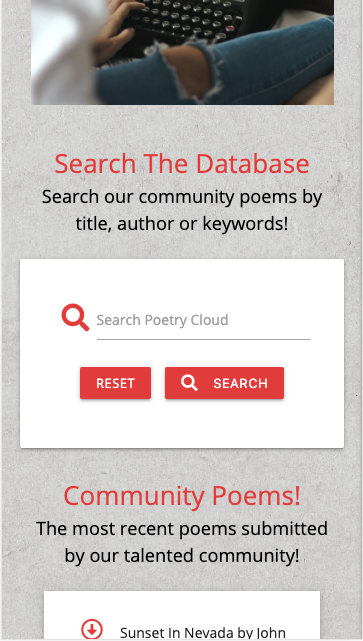 Search The Database
Search our community poems by
title, author or keywords!
Search Poetry Cloud
RESET
SEARCH
Community Poems!
The most recent poems submitted
by our talented community!
Sunset In Nevada by John